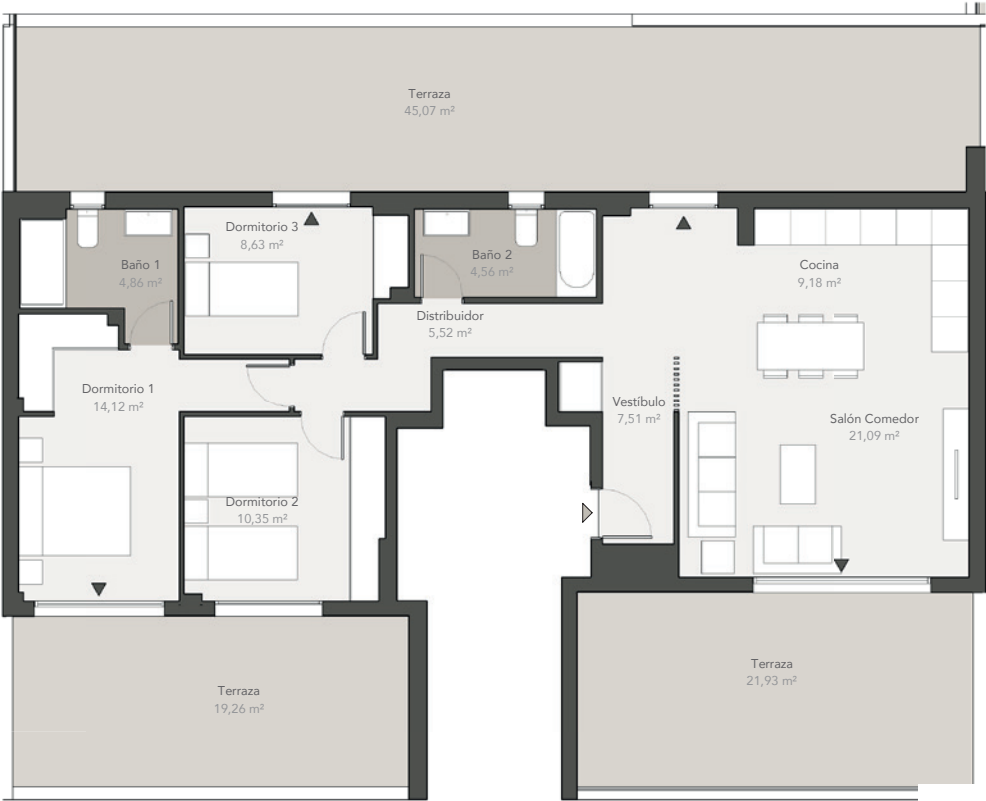 Terraza
45,07 m²
Dormitorio 3
8,63 m²
Baño 1
4,86 m²
Baño 2
4,56 m²
Cocina
9,18 m²
Distribuidor
5,52 m²
Dormitorio 1
14,12 m²
Vestíbulo
7,51 m²
Salón Comedor
21,09 m²
Dormitorio 2
10,35 m²
Terraza
21,93 m²
Terraza
19,26 m²